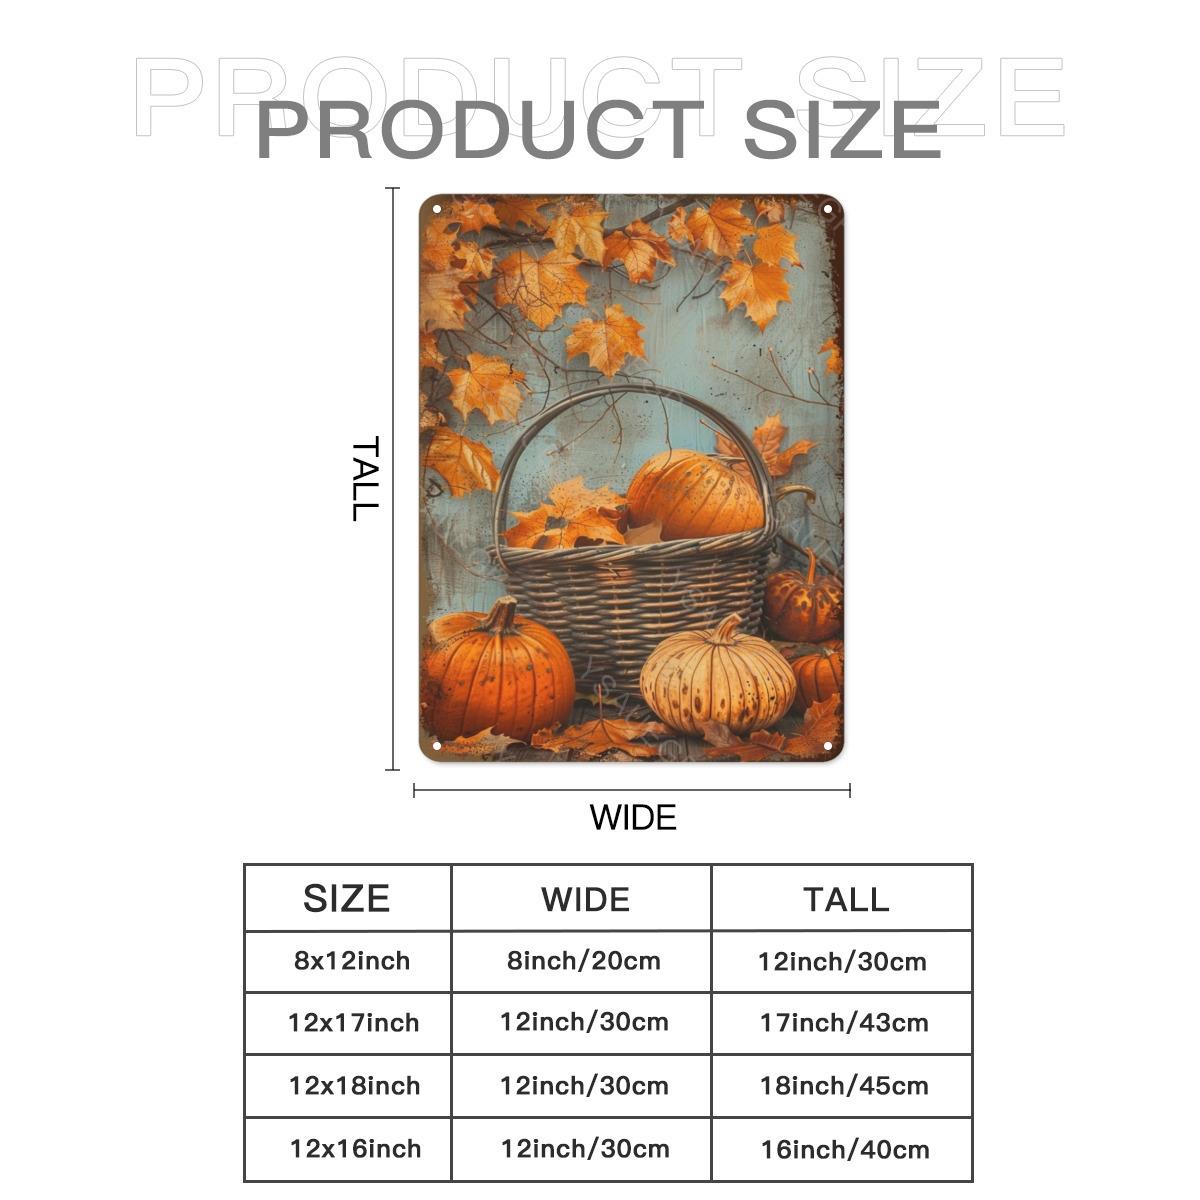 PRODUCT SIZE
PRODUCT SIZE
TALL
WIDE
SIZE WIDE TALL
8x12inch 8inch/20cm 12inch/30cm
12x17inch 12inch/30cm 17inch/43cm
12x18inch 12inch/30cm 18inch/45cm
12x16inch 12inch/30cm 16inch/40cm